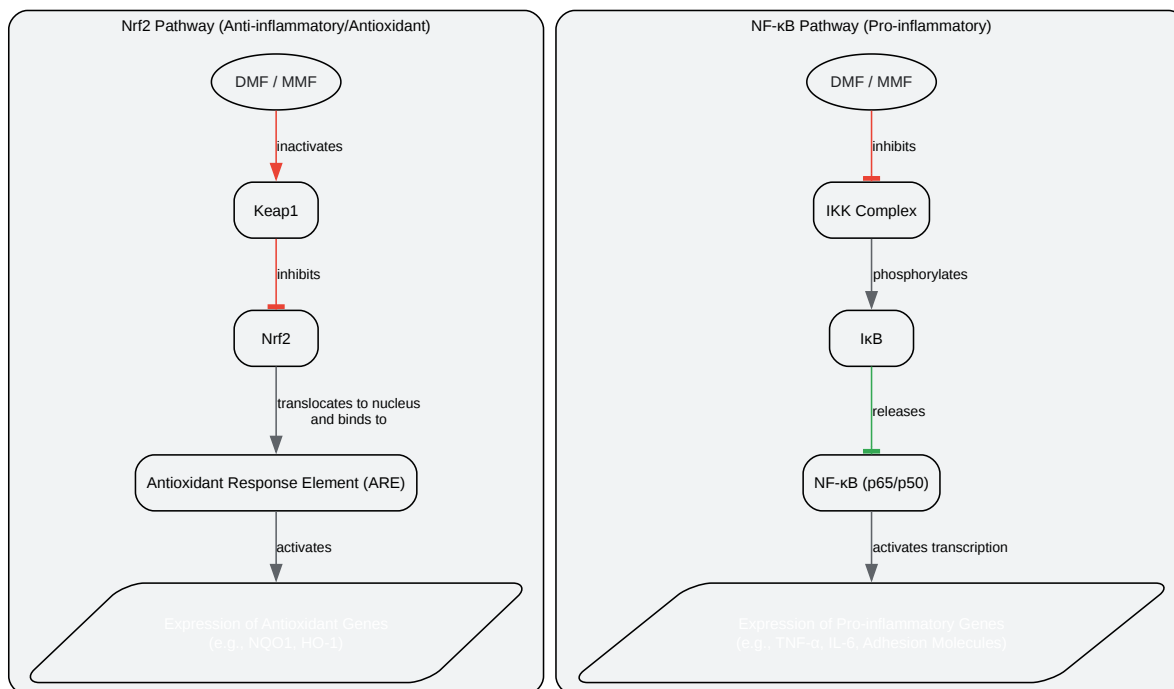 Nrf2 Pathway (Anti-inflammatory/Antioxidant)
DMF / MMF
inactivates
Keap1
inhibits
Nrf2
translocates to nucleus
and binds to
Antioxidant Response Element (ARE)
activates
Expression of Antioxidant Genes
(e.g., NQO1, HO-1)
NF-κB Pathway (Pro-inflammatory)
DMF / MMF
inhibits
IKK Complex
phosphorylates
IκB
releases
NF-κB (p65/p50)
activates transcription
Expression of Pro-inflammatory Genes
(e.g., TNF-α, IL-6, Adhesion Molecules)